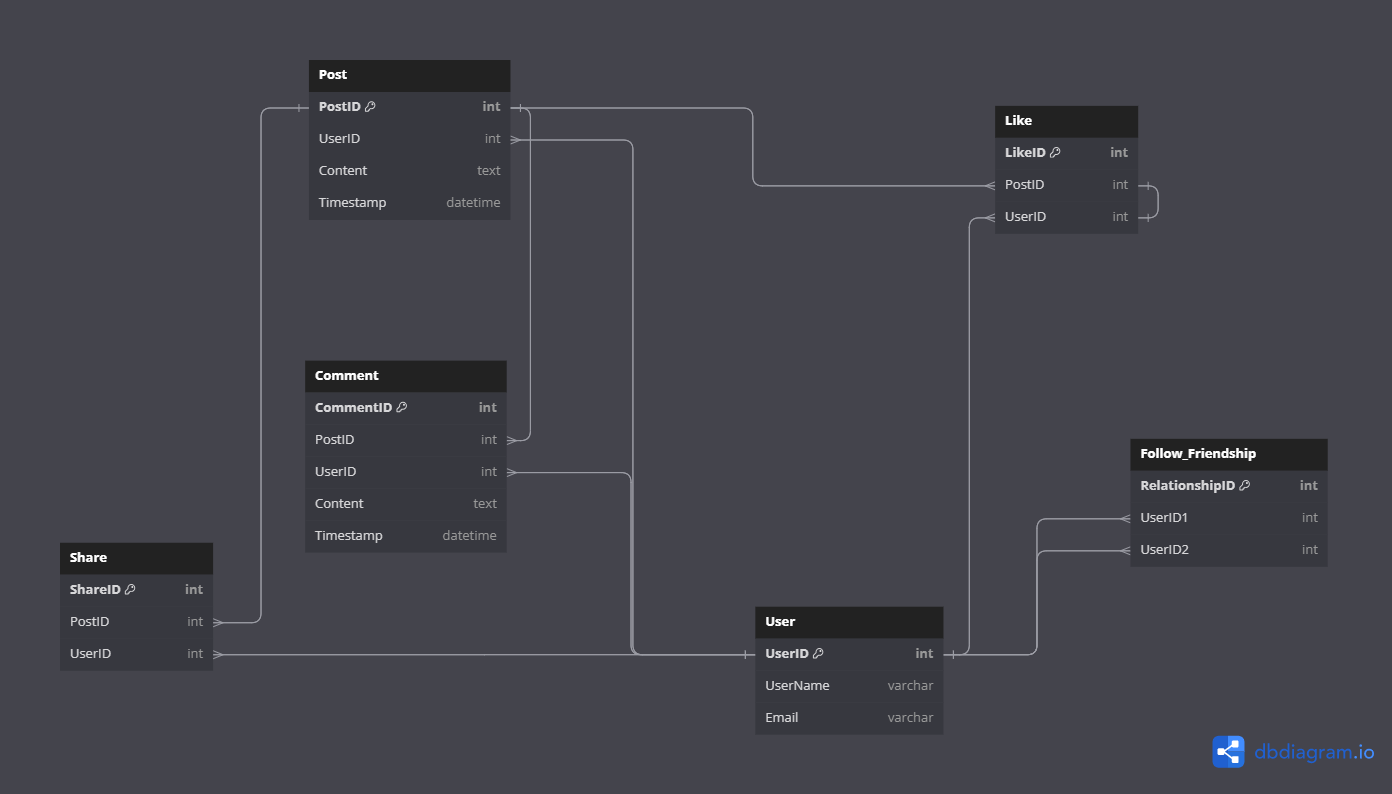 Post
PostID int
UserID int
Content text
Timestamp datetime
Like
LikeID int
PostID int
UserID int
Comment
CommentID int
PostID int
UserID int
Content text
Timestamp datetime
Follow_Friendship
RelationshipID int
UserID1 int
UserID2 int
Share
ShareID int
PostID int
UserID int
User
UserID int
UserName varchar
Email varchar
dbdiagram.io